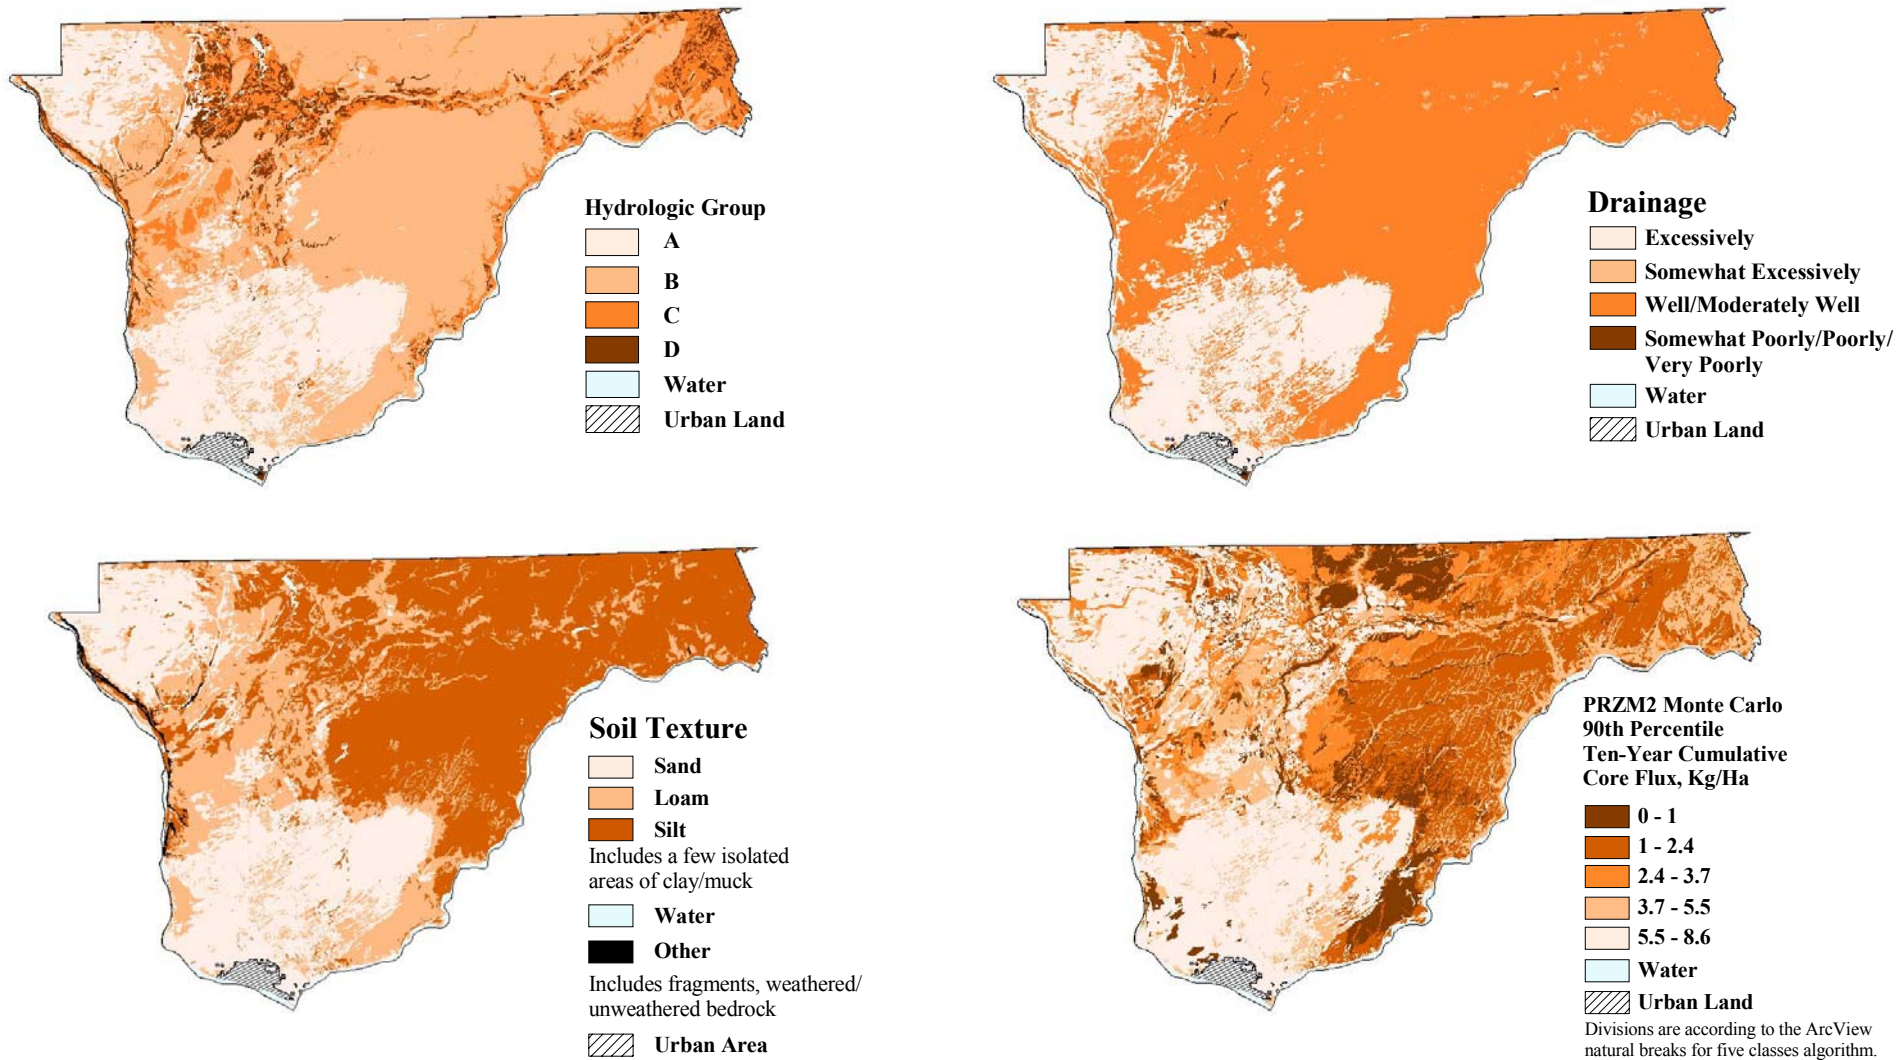 Hydrologic Group
A
B
C
D
Water
Urban Land
Drainage
Excessively
Somewhat Excessively
Well/Moderately Well
Somewhat Poorly/Poorly/
Very Poorly
Water
Urban Land
Soil Texture
Sand
Loam
Silt
Includes a few isolated
areas of clay/muck
Water
Other
Includes fragments, weathered/
unweathered bedrock
Urban Area
PRZM2 Monte Carlo
90th Percentile
Ten-Year Cumulative
Core Flux, Kg/Ha
0 - 1
1 - 2.4
2.4 - 3.7
3.7 - 5.5
5.5 - 8.6
Water
Urban Land
Divisions are according to the ArcView
natural breaks for five classes algorithm.